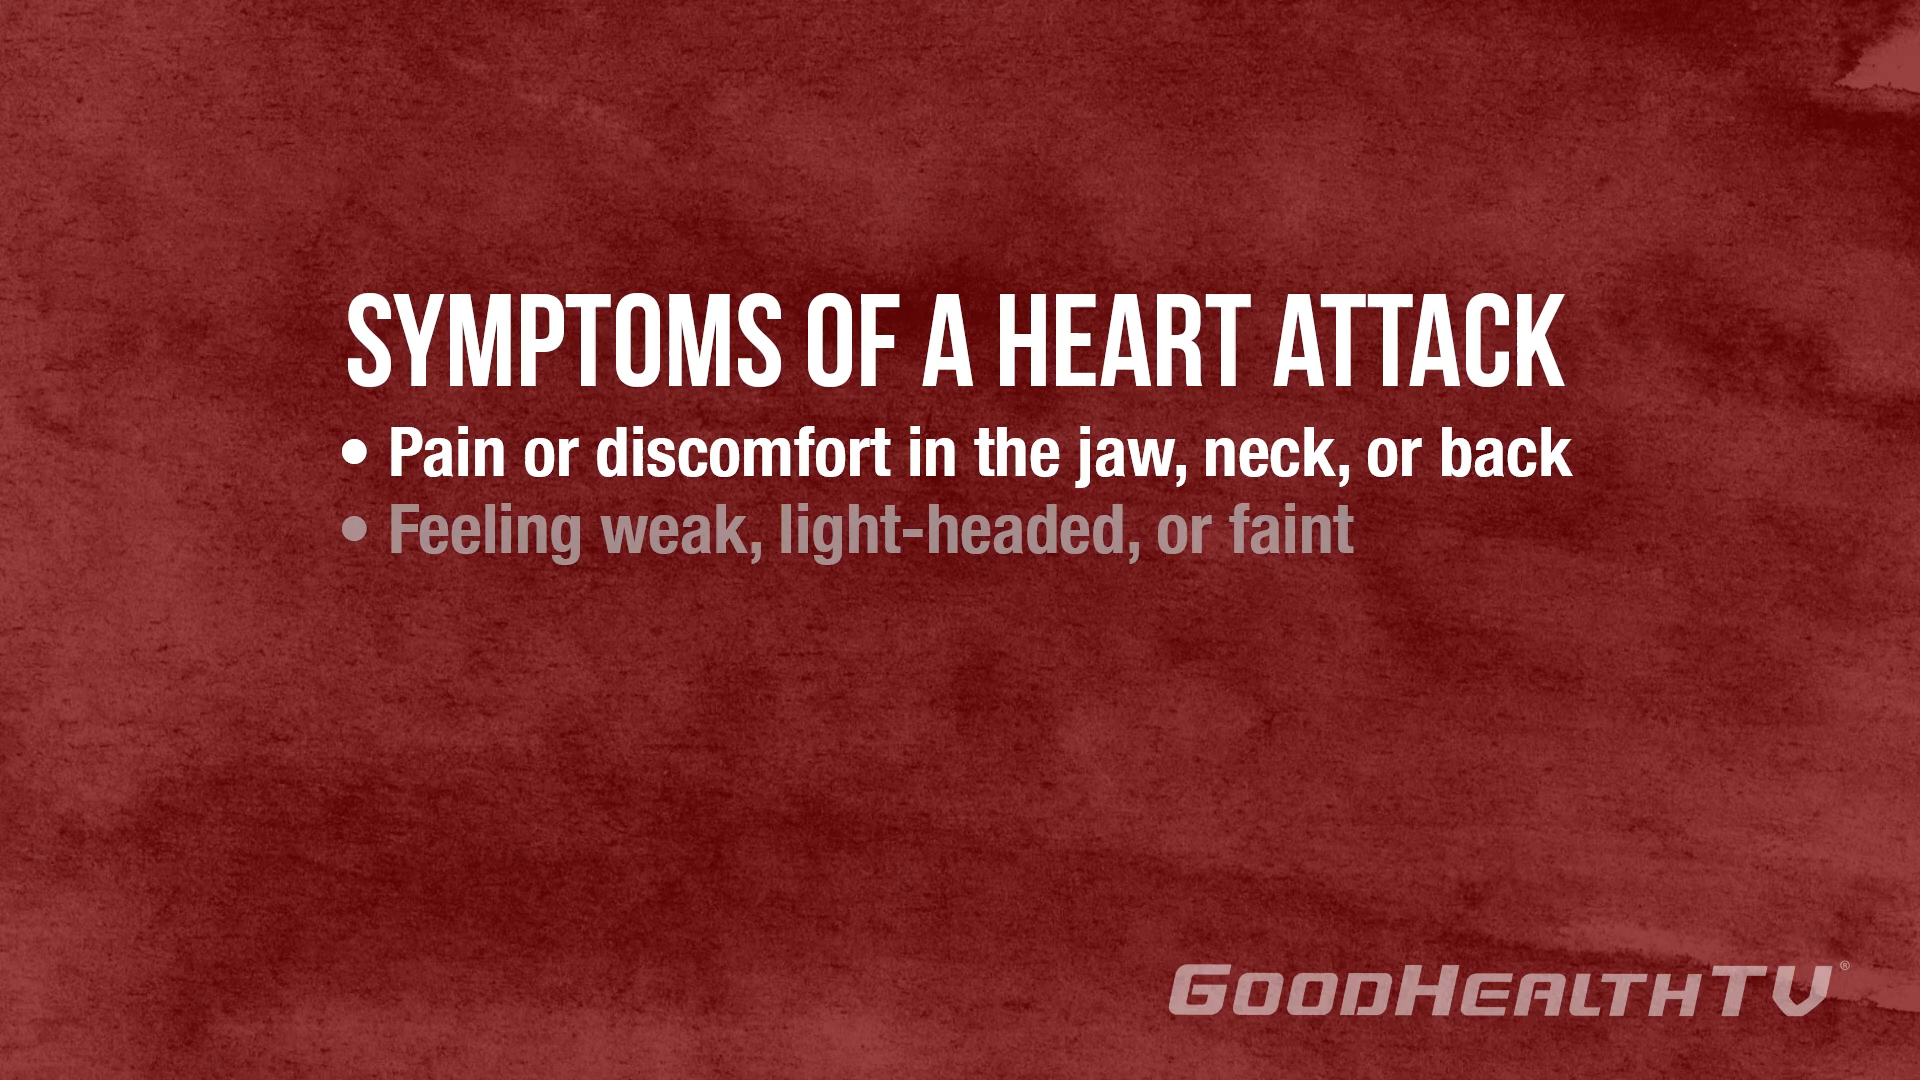 SYMPTOMS OF A HEART ATTACK
• Pain or discomfort in the jaw, neck, or back
• Feeling weak, light-headed, or faint
GOODHEALTHTV®